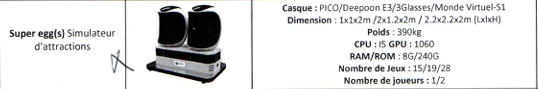 Super egg(s) Simulateur
d'attractions
Casque : PICO/Deepoon E3/3Glasses/Monde Virtuel-S1
Dimension : 1x1x2m /2x1.2x2m / 2.2x2.2x2m (LxlxH)
Poids : 390kg
CPU : I5 GPU : 1060
RAM/ROM : 8G/240G
Nombre de Jeux : 15/19/28
Nombre de joueurs : 1/2